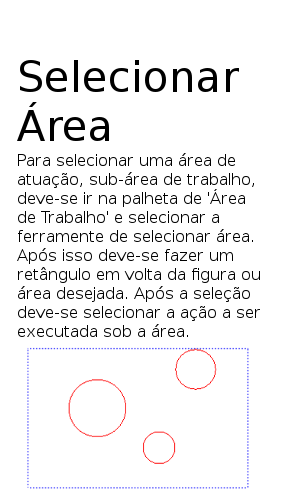 Selecionar
Área
Para selecionar uma área de
atuação, sub-área de trabalho,
deve-se ir na palheta de 'Área
de Trabalho' e selecionar a
ferramente de selecionar área.
Após isso deve-se fazer um
retângulo em volta da figura ou
área desejada. Após a seleção
deve-se selecionar a ação a ser
executada sob a área.